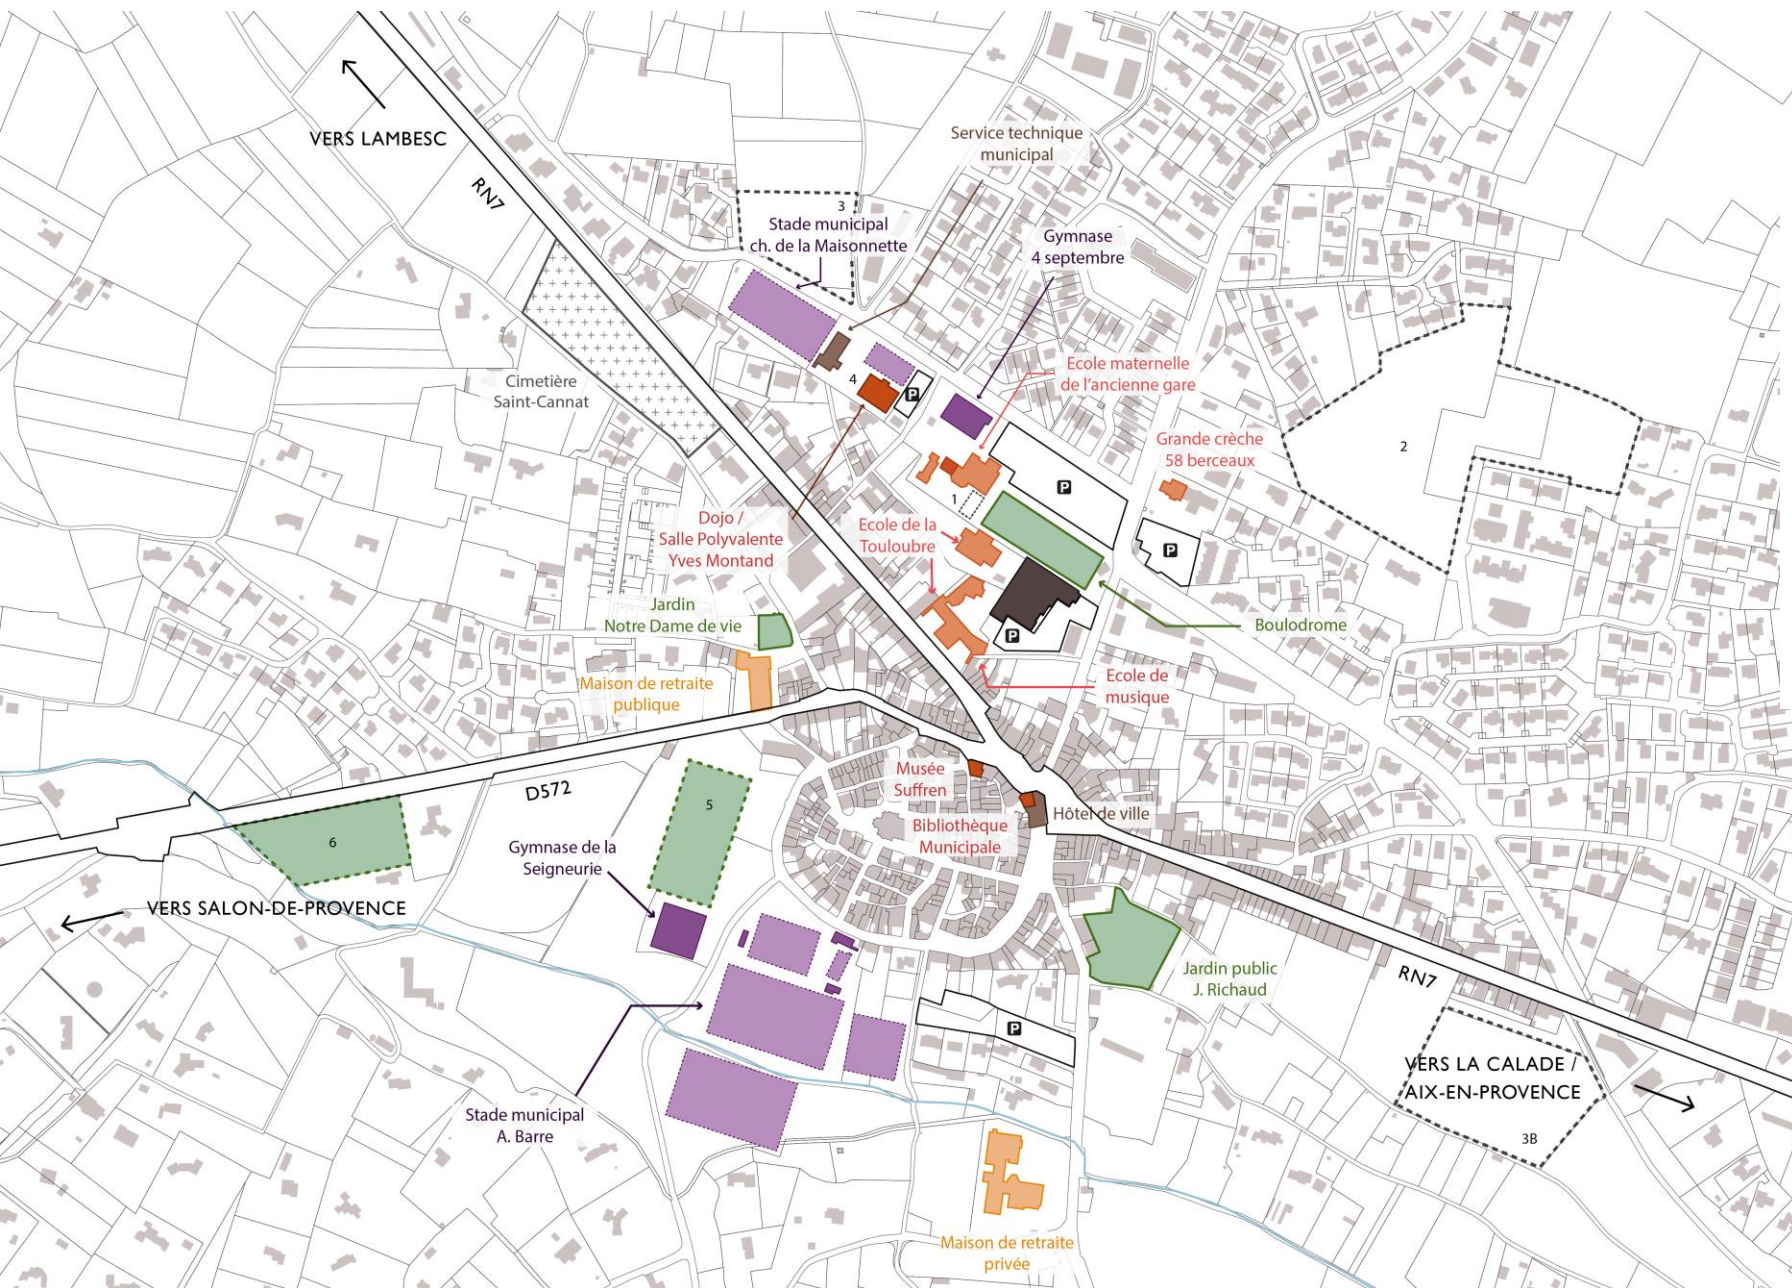 VERS LAMBESC
RN7
Service technique
municipal
3
Stade municipal
ch. de la Maisonnette
Gymnase
4 septembre
Cimetière
Saint-Cannat
4
P
Ecole maternelle
de l'ancienne gare
Grande crèche
58 berceaux
2
P
1
Dojo /
Salle Polyvalente
Yves Montand
Ecole de la
Touloubre
P
Jardin
Notre Dame de vie
P
Boulodrome
Maison de retraite
publique
Ecole de
musique
D572
Musée
Suffren
5
6
Hôtel de ville
Bibliothèque
Municipale
Gymnase de la
Seigneurie
VERS SALON-DE-PROVENCE
Jardin public
J. Richaud
RN7
P
VERS LA CALADE /
AIX-EN-PROVENCE
3B
Stade municipal
A. Barre
Maison de retraite
privée